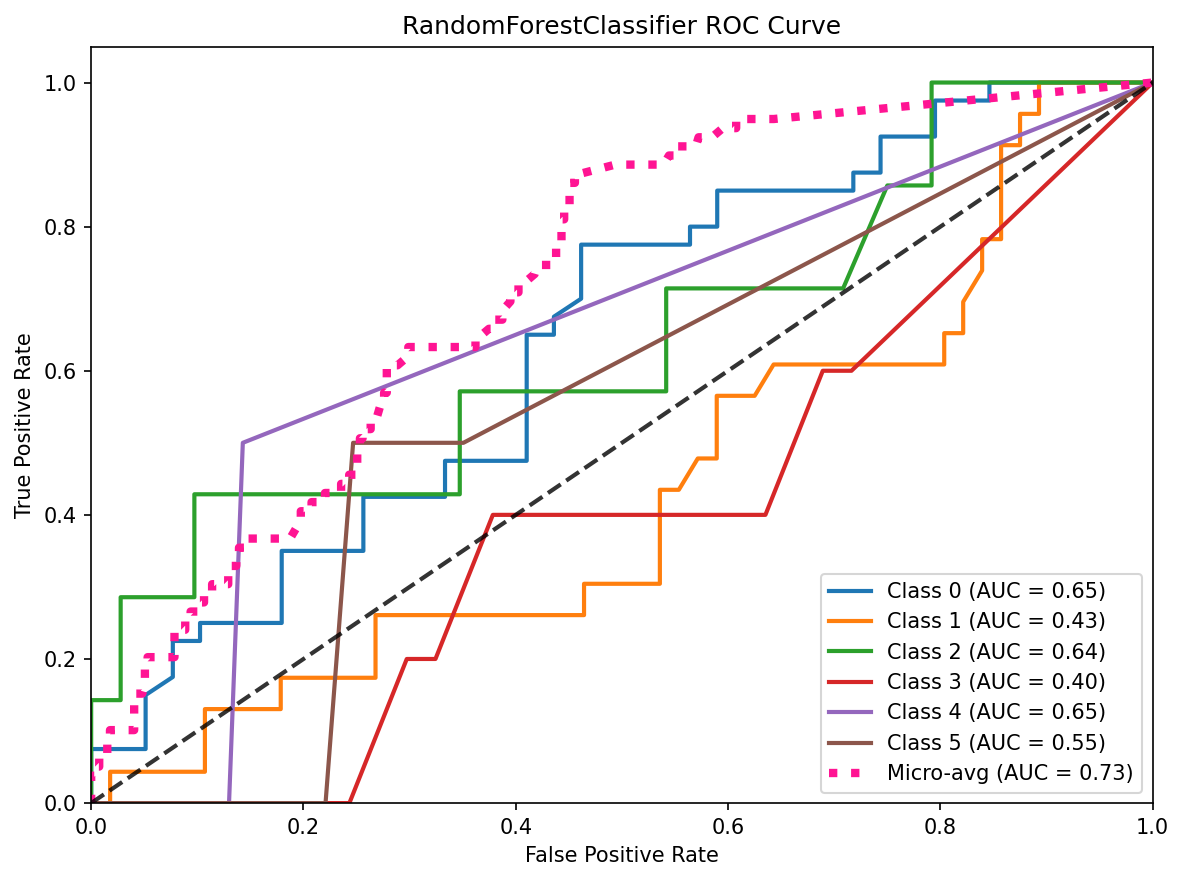 RandomForestClassifier ROC Curve
True Positive Rate
1.0
0.8
0.6
0.4
0.2
0.0
0.0 0.2 0.4 0.6 0.8 1.0
False Positive Rate
Class 0 (AUC = 0.65)
Class 1 (AUC = 0.43)
Class 2 (AUC = 0.64)
Class 3 (AUC = 0.40)
Class 4 (AUC = 0.65)
Class 5 (AUC = 0.55)
Micro-avg (AUC = 0.73)